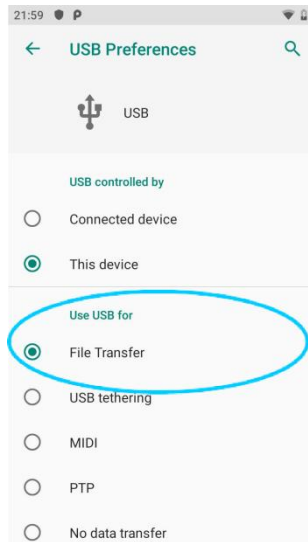 21:59
USB Preferences
USB
USB controlled by
Connected device
This device
Use USB for
File Transfer
USB tethering
MIDI
PTP
No data transfer